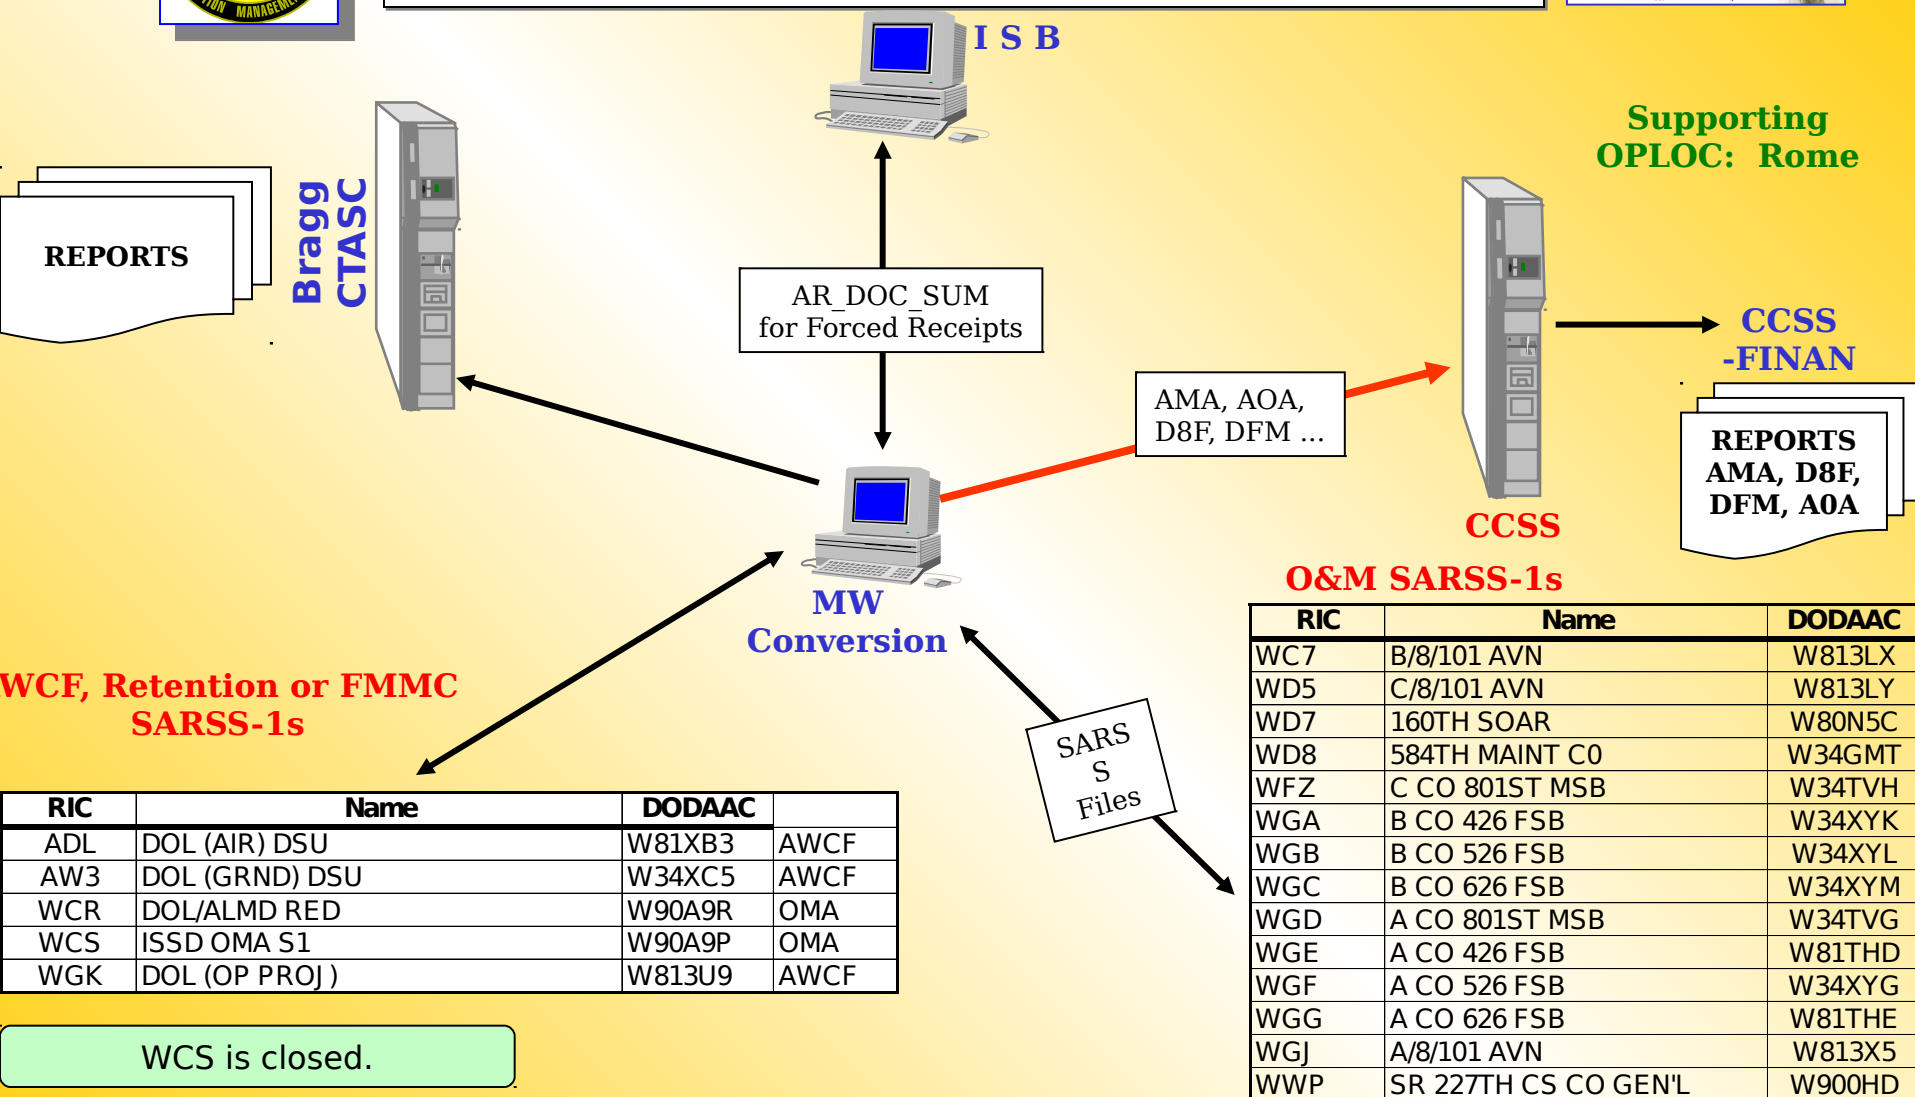 TION MANAGEMENT
I S B
Supporting
OPLOC: Rome
REPORTS
Bragg
CTASC
AR_DOC_SUM
for Forced Receipts
CCSS
-FINAN
AMA, AOA,
D8F, DFM ...
REPORTS
AMA, D8F,
DFM, A0A
CCSS
MW
Conversion
WCF, Retention or FMMC
SARSS-1s
SARS
S
Files
O&M SARSS-1s
RIC Name DODAAC
WC7 B/8/101 AVN W813LX
WD5 C/8/101 AVN W813LY
WD7 160TH SOAR W80N5C
WD8 584TH MAINT C0 W34GMT
WFZ C CO 801ST MSB W34TVH
WGA B CO 426 FSB W34XYK
WGB B CO 526 FSB W34XYL
WGC B CO 626 FSB W34XYM
WGD A CO 801ST MSB W34TVG
WGE A CO 426 FSB W81THD
WGF A CO 526 FSB W34XYG
WGG A CO 626 FSB W81THE
WGJ A/8/101 AVN W813X5
WWP SR 227TH CS CO GEN'L W900HD
RIC Name DODAAC
ADL DOL (AIR) DSU W81XB3 AWCF
AW3 DOL (GRND) DSU W34XC5 AWCF
WCR DOL/ALMD RED W90A9R OMA
WCS ISSD OMA S1 W90A9P OMA
WGK DOL (OP PROJ) W813U9 AWCF
WCS is closed.